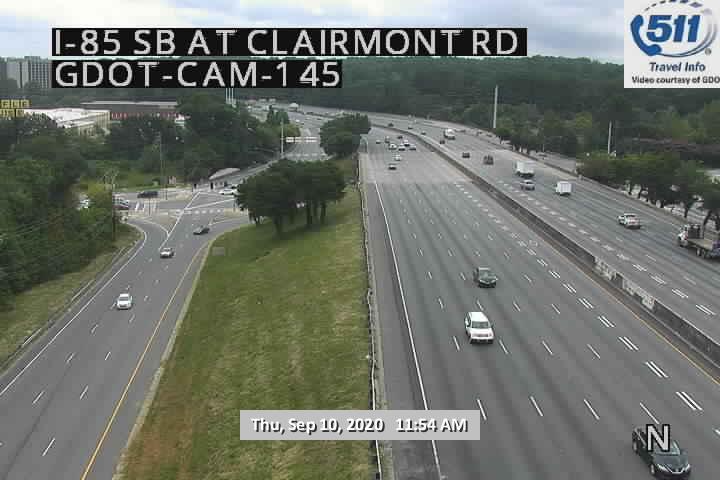 I-85 SB AT CLAIRMONT RD
GDOT-CAM-145
511
Travel Info
Video courtesy of GDO
Thu, Sep 10, 2020 11:54 AM
N